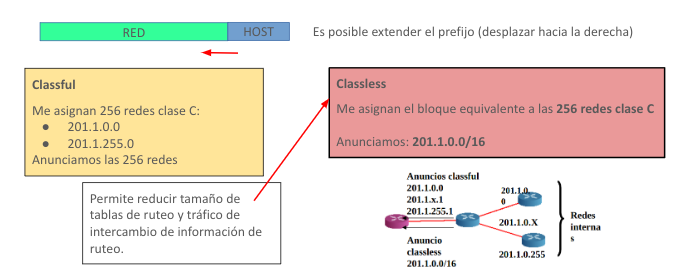 RED
HOST
Es posible extender el prefijo (desplazar hacia la derecha)
Classful
Me asignan 256 redes clase C:
● 201.1.0.0
● 201.1.255.0
Anunciamos las 256 redes
Classless
Me asignan el bloque equivalente a las 256 redes clase C
Anunciamos: 201.1.0.0/16
Permite reducir tamaño de
tablas de ruteo y tráfico de
intercambio de información de
ruteo.
Anuncios classful
201.1.0.0
201.1.x.1
201.1.255.1
Anuncio
classless
201.1.0.0/16
201.1.0.
0
201.1.0.X
201.1.0.255
Redes
interna
s